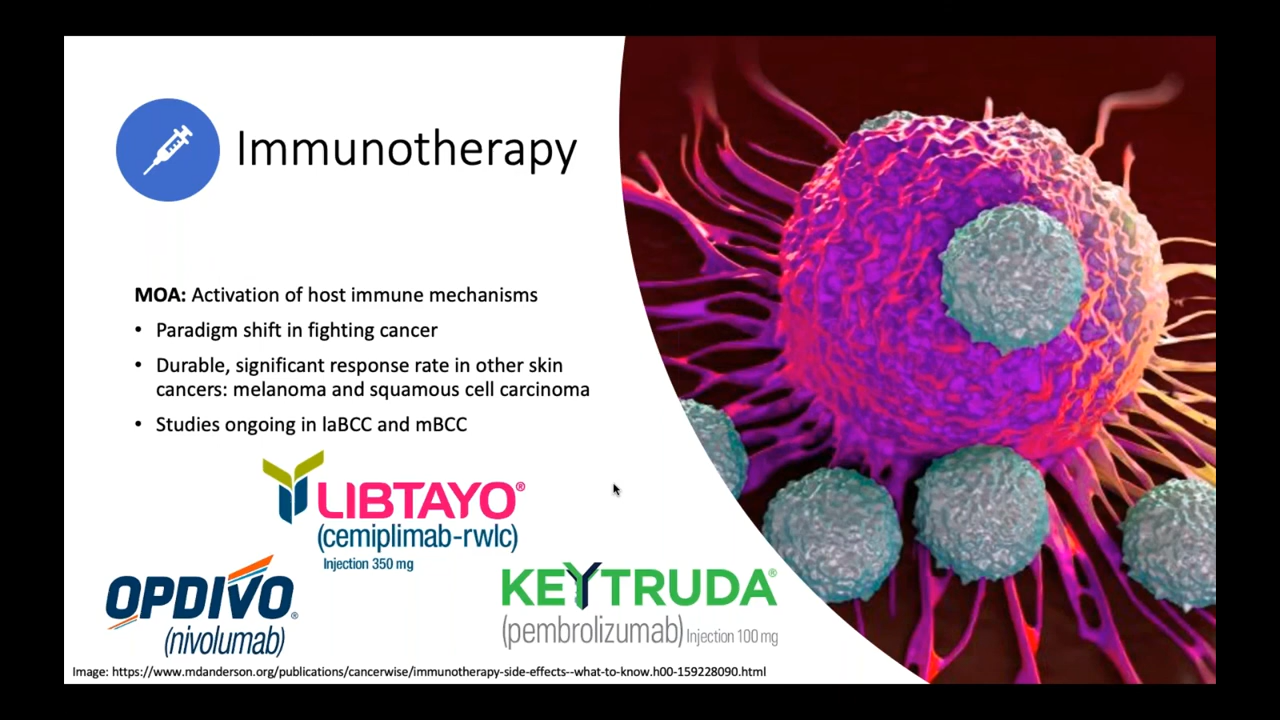 Immunotherapy
MOA: Activation of host immune mechanisms
• Paradigm shift in fighting cancer
• Durable, significant response rate in other skin
cancers: melanoma and squamous cell carcinoma
• Studies ongoing in laBCC and mBCC
LIBTAYO®
(cemiplimab-rwlc)
Injection 350 mg
OPDIVO®
(nivolumab)
KEYTRUDA®
(pembrolizumab) Injection 100 mg
Image: https://www.mdanderson.org/publications/cancerwise/immunotherapy-side-effects--what-to-know.h00-159228090.html